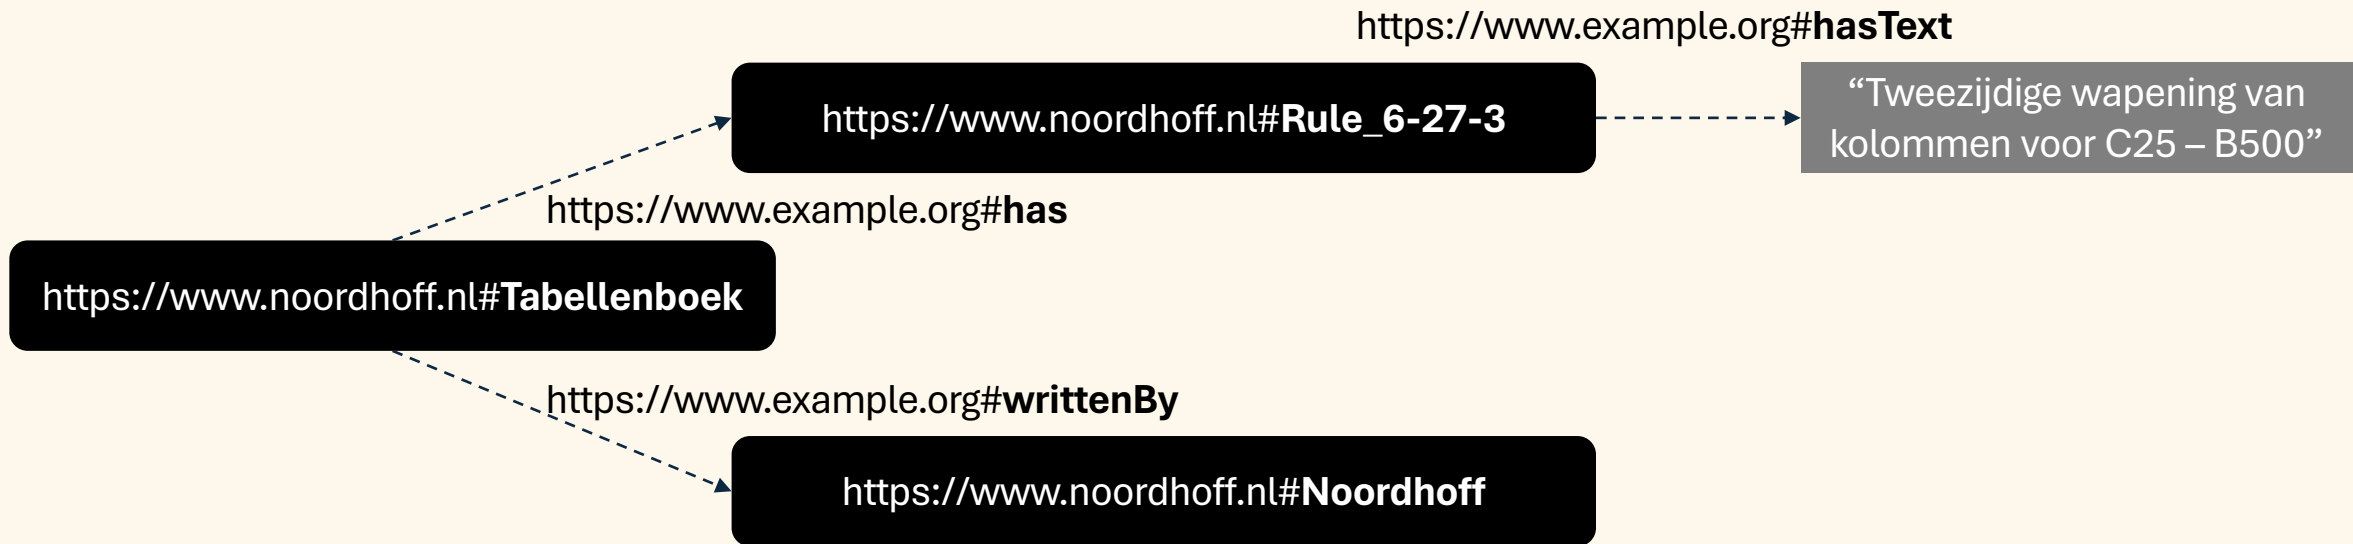 https://www.example.org#hasText
https://www.noordhoff.nl#Rule_6-27-3
“Tweezijdige wapening van
kolommen voor C25 – B500”
https://www.example.org#has
https://www.noordhoff.nl#Tabellenboek
https://www.example.org#writtenBy
https://www.noordhoff.nl#Noordhoff